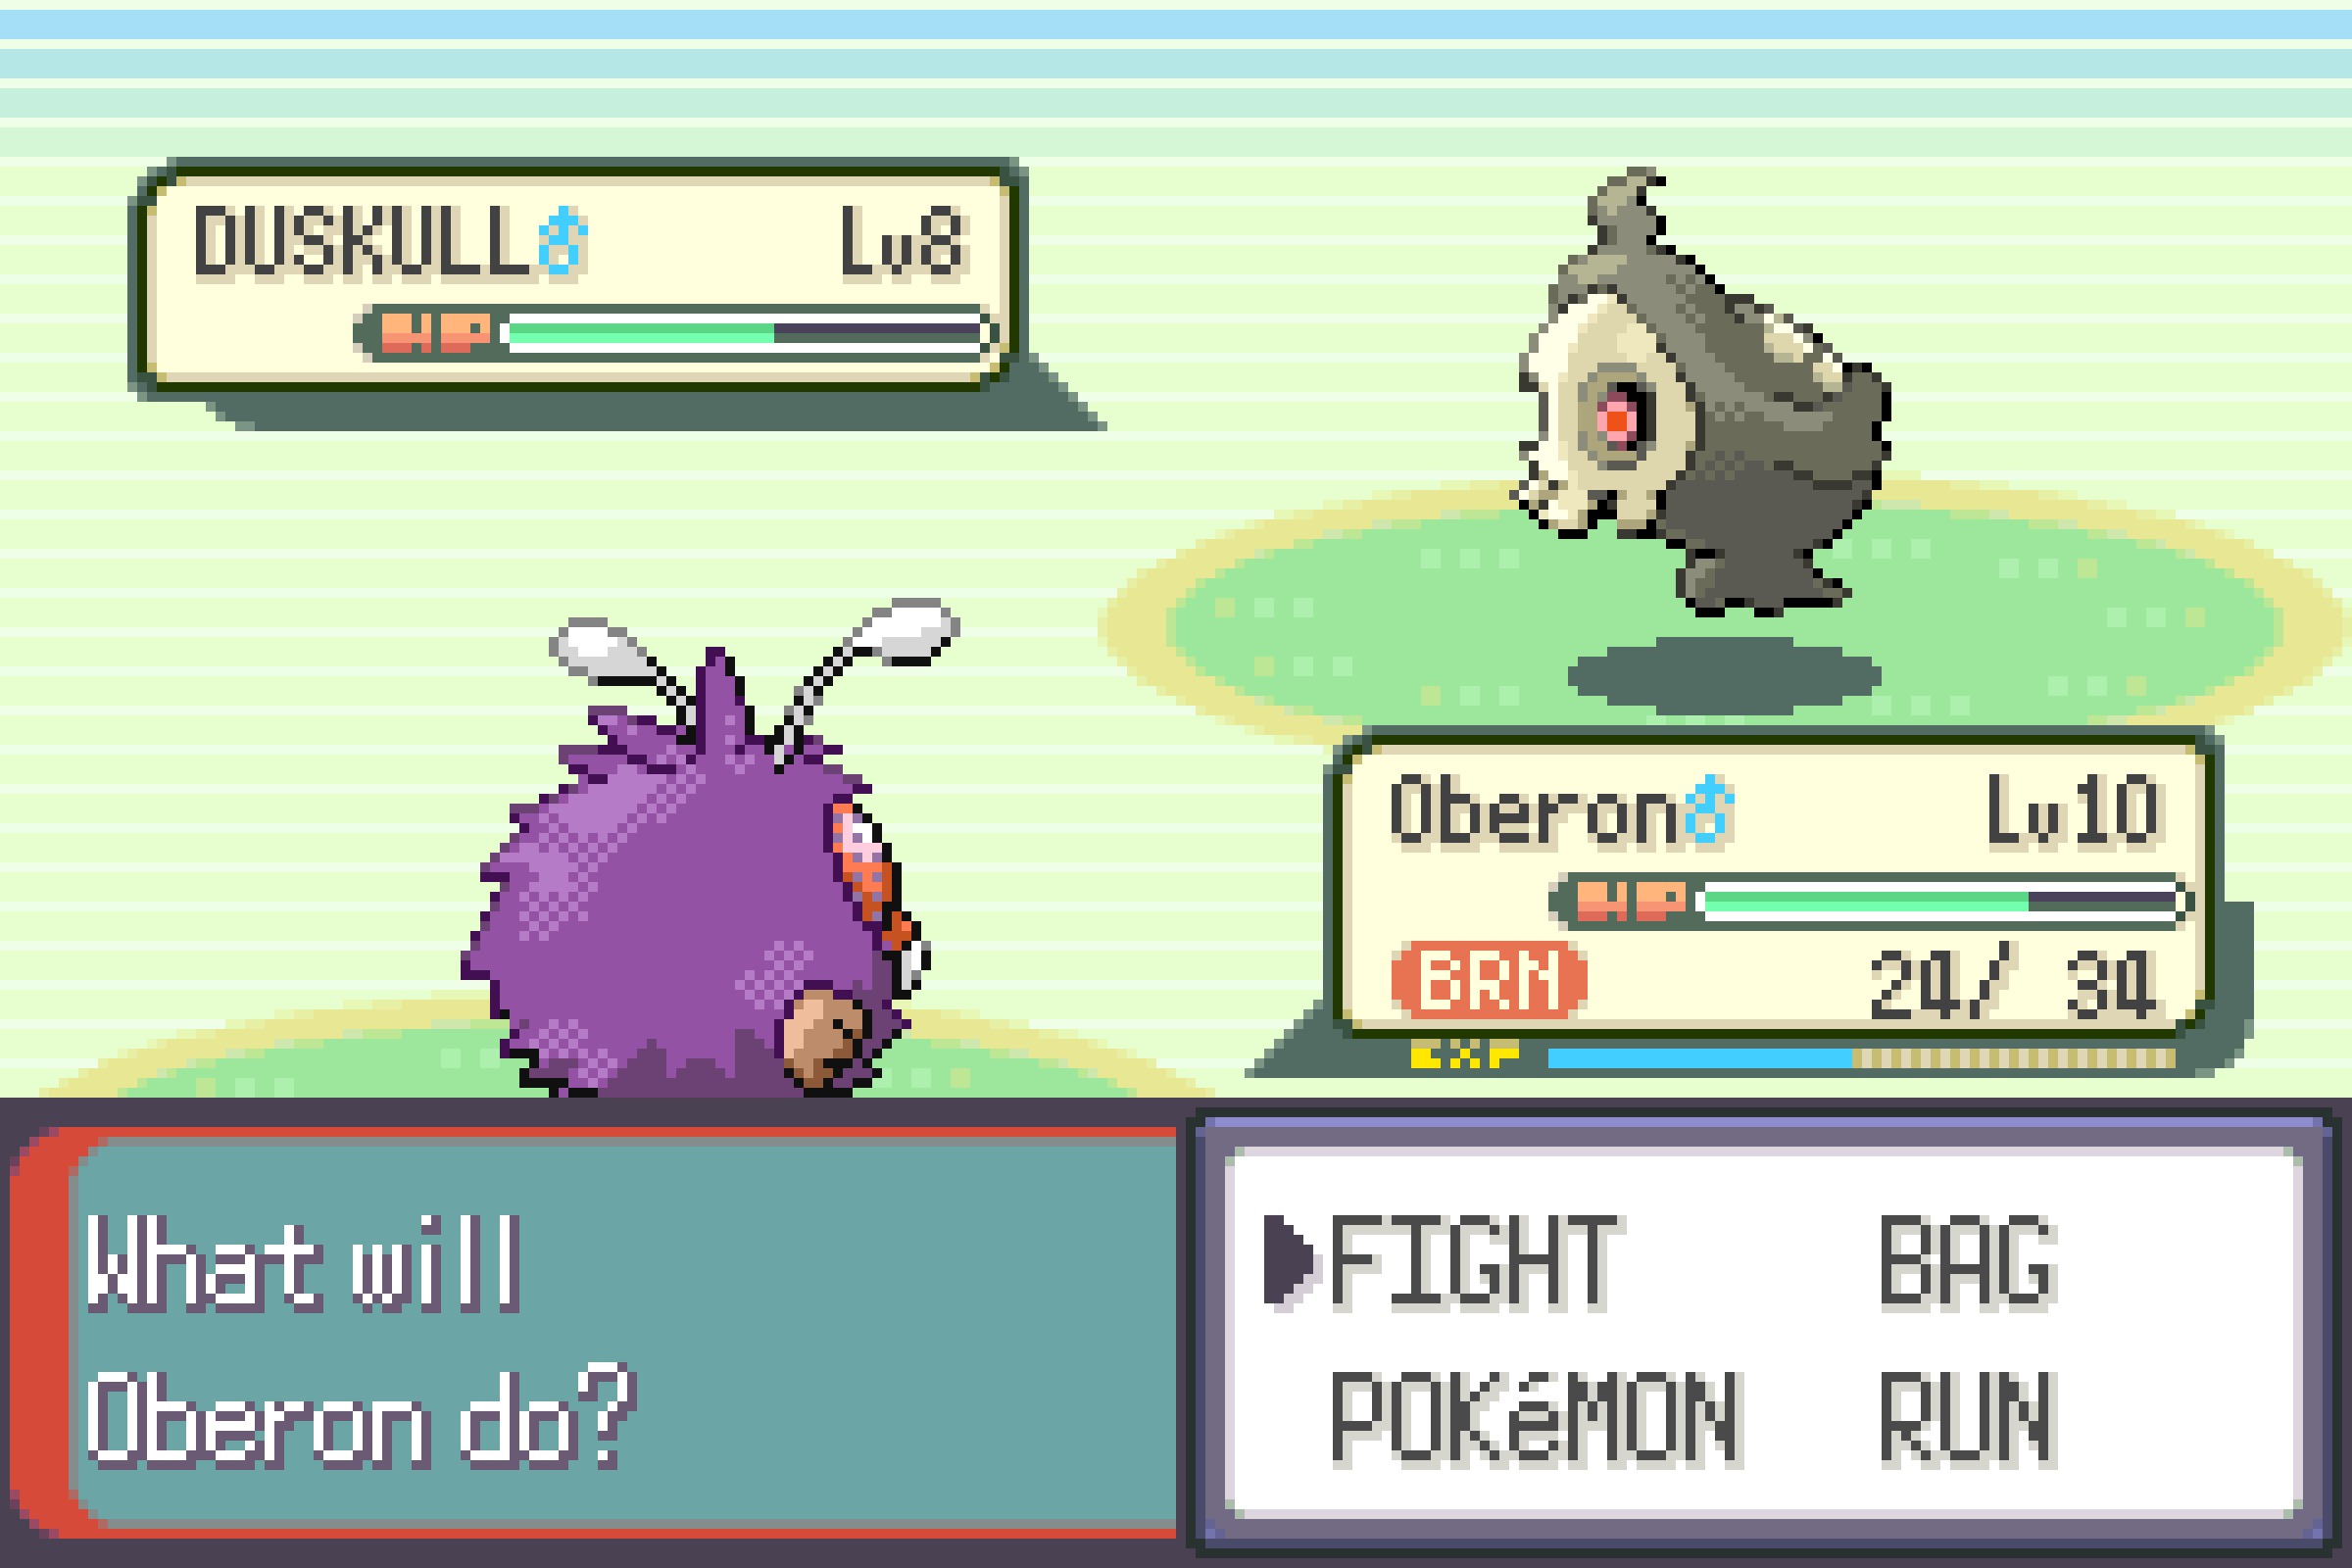 DUSKULL♂ Lv8
HP
Oberon♂ Lv10
HP
BRN 24/ 34
EXP
What will
Oberon do?
FIGHT BAG
POKéMON RUN